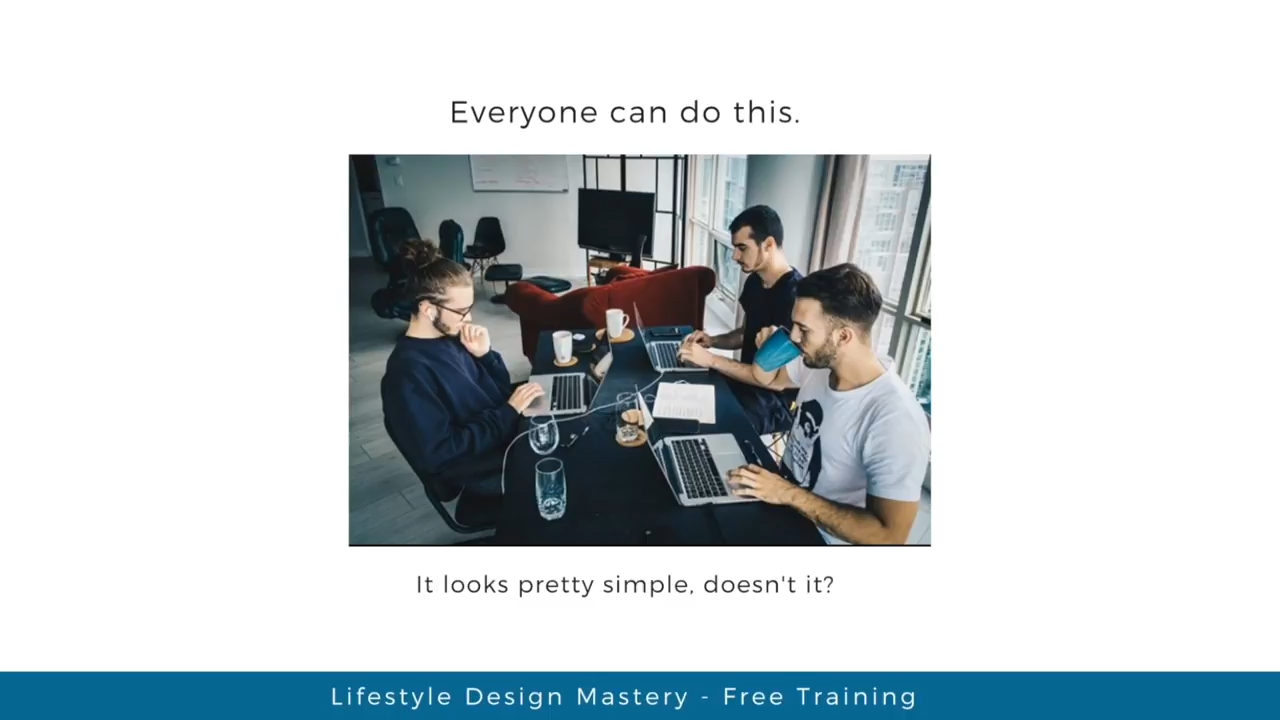 Everyone can do this.
It looks pretty simple, doesn't it?
Lifestyle Design Mastery - Free Training